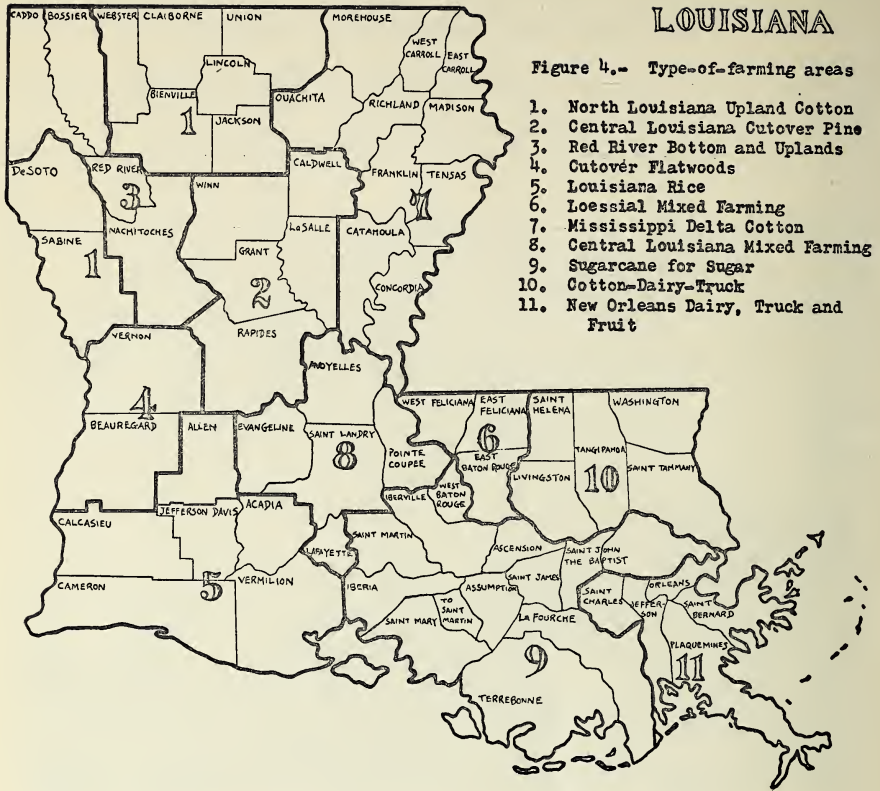 LOUISIANA
Figure 4.- Type-of-farming areas
1. North Louisiana Upland Cotton
2. Central Louisiana Cutover Pine
3. Red River Bottom and Uplands
4. Cutover Flatwoods
5. Louisiana Rice
6. Loessial Mixed Farming
7. Mississippi Delta Cotton
8. Central Louisiana Mixed Farming
9. Sugarcane for Sugar
10. Cotton-Dairy-Truck
11. New Orleans Dairy, Truck and
Fruit
CADDO
BOSSIER
WEBSTER
CLAIBORNE
UNION
MOREHOUSE
WEST
CARROLL
EAST
CARROLL
LINCOLN
BIENVILLE
1
OUACHITA
RICHLAND
MADISON
JACKSON
DeSOTO
RED RIVER
3
CALDWELL
FRANKLIN
TENSAS
7
WINN
NACHITOCHES
LaSALLE
CATAHOULA
SABINE
1
GRANT
2
CONCORDIA
RAPIDES
VERNON
4
AVOYELLES
BEAUREGARD
ALLEN
EVANGELINE
SAINT LANDRY
8
POINTE
COUPEE
WEST FELICIANA
EAST
FELICIANA
6
SAINT
HELENA
WASHINGTON
TANGIPAHOA
10
EAST
BATON ROUGE
LIVINGSTON
SAINT TAMMANY
WEST
BATON
ROUGE
IBERVILLE
CALCASIEU
JEFFERSON DAVIS
ACADIA
LAFAYETTE
SAINT MARTIN
ASCENSION
SAINT JOHN
THE BAPTIST
CAMERON
5
VERMILION
IBERIA
ASSUMPTION
SAINT JAMES
SAINT
CHARLES
ORLEANS
JEFFER-
SON
SAINT
BERNARD
SAINT MARY
TO
SAINT
MARTIN
LA FOURCHE
9
PLAQUEMINES
11
TERREBONNE